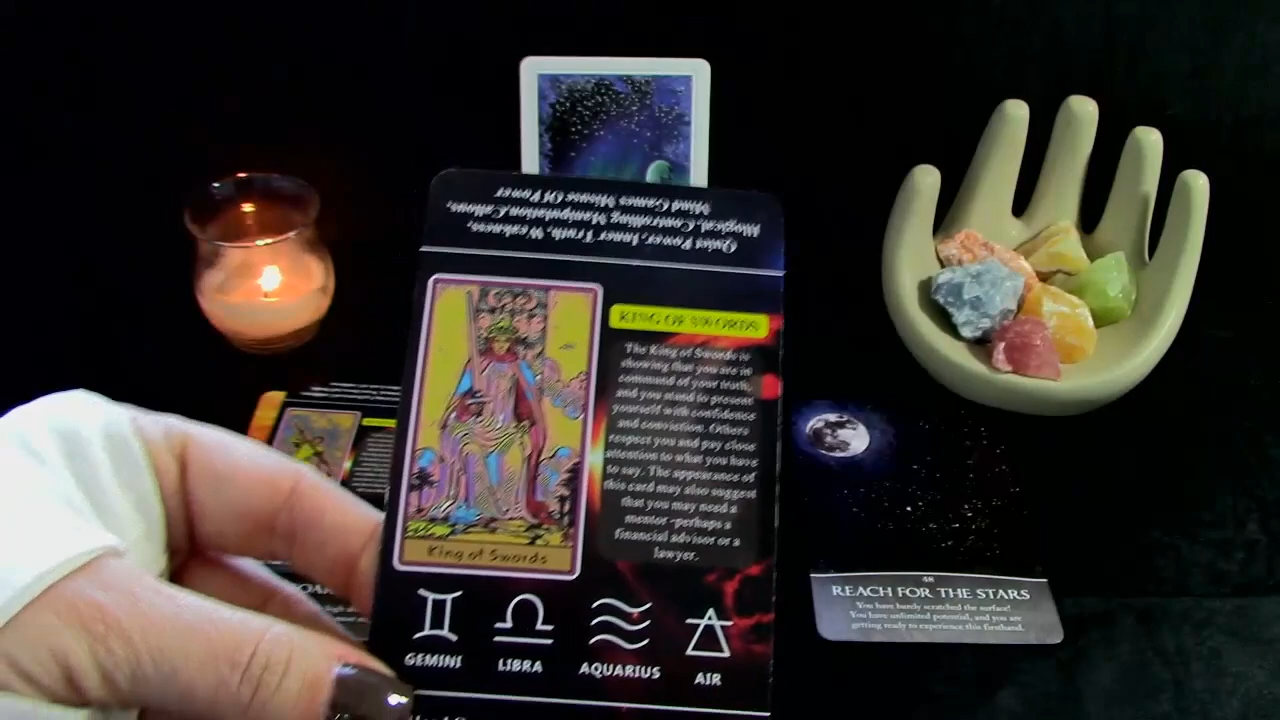 Quiet Power, Inner Truth, Weakness,
Illogical, Controlling Manipulation, Callous,
Mind Games Misuse Of Power
KING OF SWORDS
The King of Swords is
showing that you are in
command of your truth,
and you stand to present
yourself with confidence
and conviction. Others
respect you and pay close
attention to what you have
to say. The appearance of
this card may also suggest
that you may need a
mentor -perhaps a
financial advisor or a
lawyer.
King of Swords
GEMINI LIBRA AQUARIUS AIR
48
REACH FOR THE STARS
You have barely scratched the surface!
You have unlimited potential, and you are
getting ready to experience this firsthand.